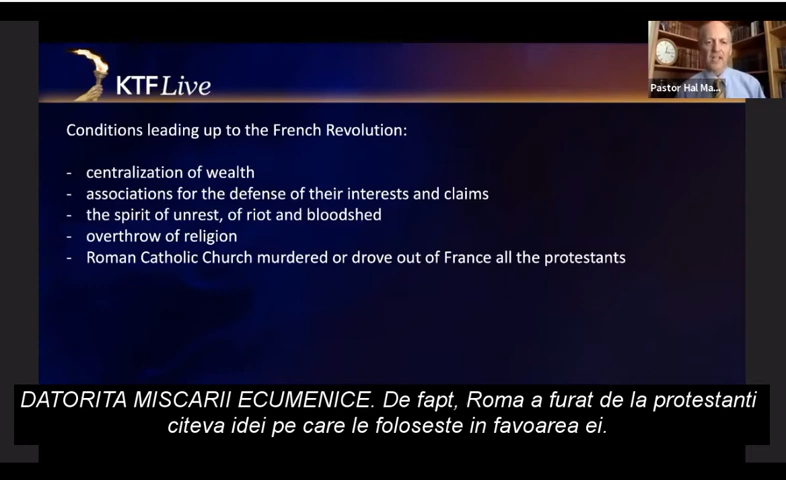 KTF Live
Pastor Hal Ma...
Conditions leading up to the French Revolution:
- centralization of wealth
- associations for the defense of their interests and claims
- the spirit of unrest, of riot and bloodshed
- overthrow of religion
- Roman Catholic Church murdered or drove out of France all the protestants
DATORITA MISCARII ECUMENICE. De fapt, Roma a furat de la protestanti
citeva idei pe care le foloseste in favoarea ei.